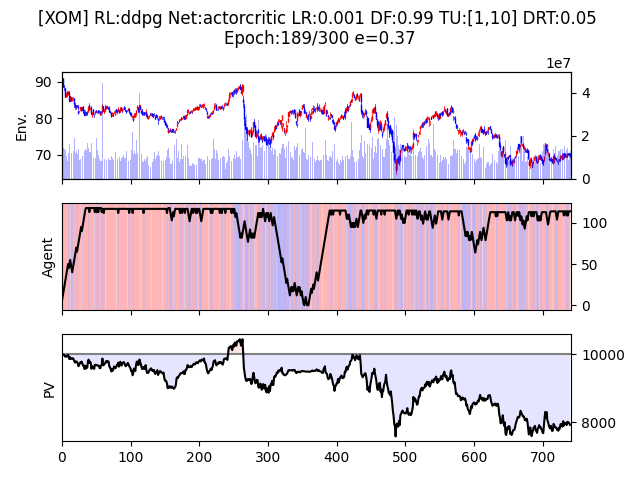 [XOM] RL:ddpg Net:actorcritic LR:0.001 DF:0.99 TU:[1,10] DRT:0.05
Epoch:189/300 e=0.37
1e7
90
80
70
Env.
4
2
0
Agent
100
50
0
PV
10000
8000
0 100 200 300 400 500 600 700